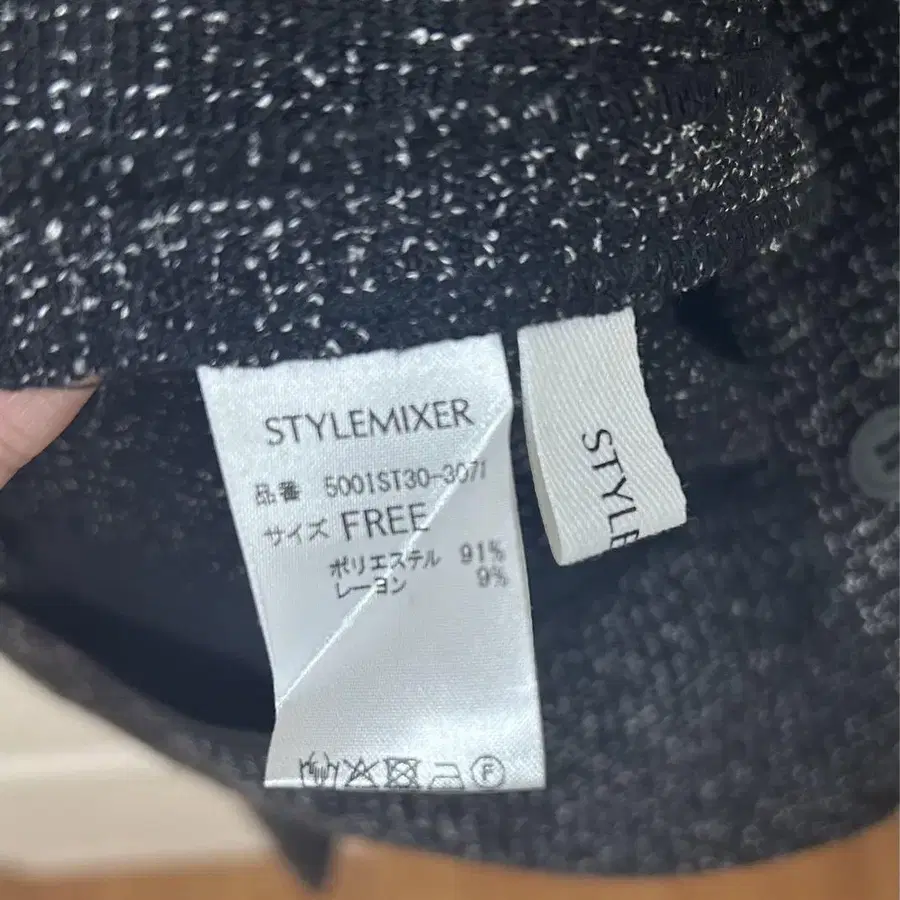 STYLEMIXER
品番 5001ST30-3071
サイズ FREE
ポリエステル 91%
レーヨン 9%
F
STYLE